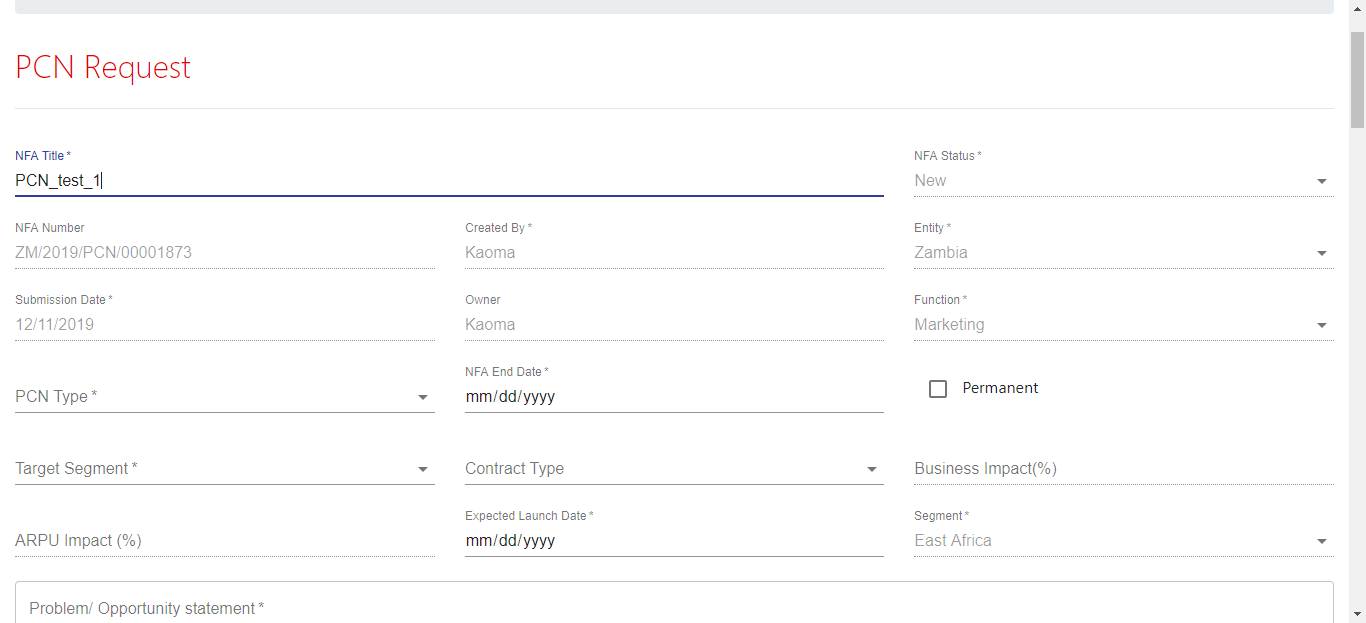 PCN Request
NFA Title *
NFA Status *
PCN_test_1
New
NFA Number
Created By *
Entity *
ZM/2019/PCN/00001873
Kaoma
Zambia
Submission Date *
Owner
Function *
12/11/2019
Kaoma
Marketing
NFA End Date *
PCN Type *
mm/dd/yyyy
Permanent
Target Segment *
Contract Type
Business Impact(%)
Expected Launch Date *
Segment *
ARPU Impact (%)
mm/dd/yyyy
East Africa
Problem/ Opportunity statement *